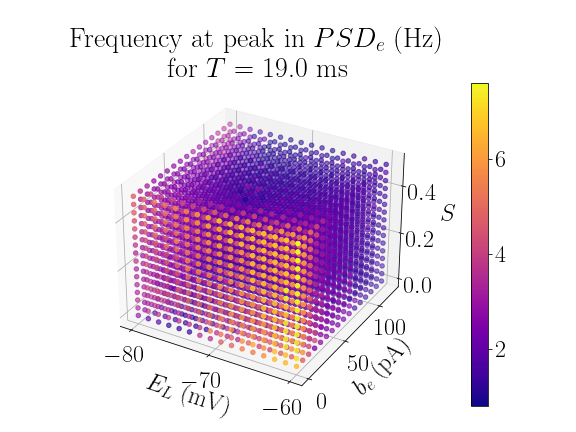 Frequency at peak in PSD_e (Hz)
for T = 19.0 ms
6
4
2
0.4
0.2
0.0
S
100
50
0
b_e (pA)
−80
−70
−60
E_L (mV)